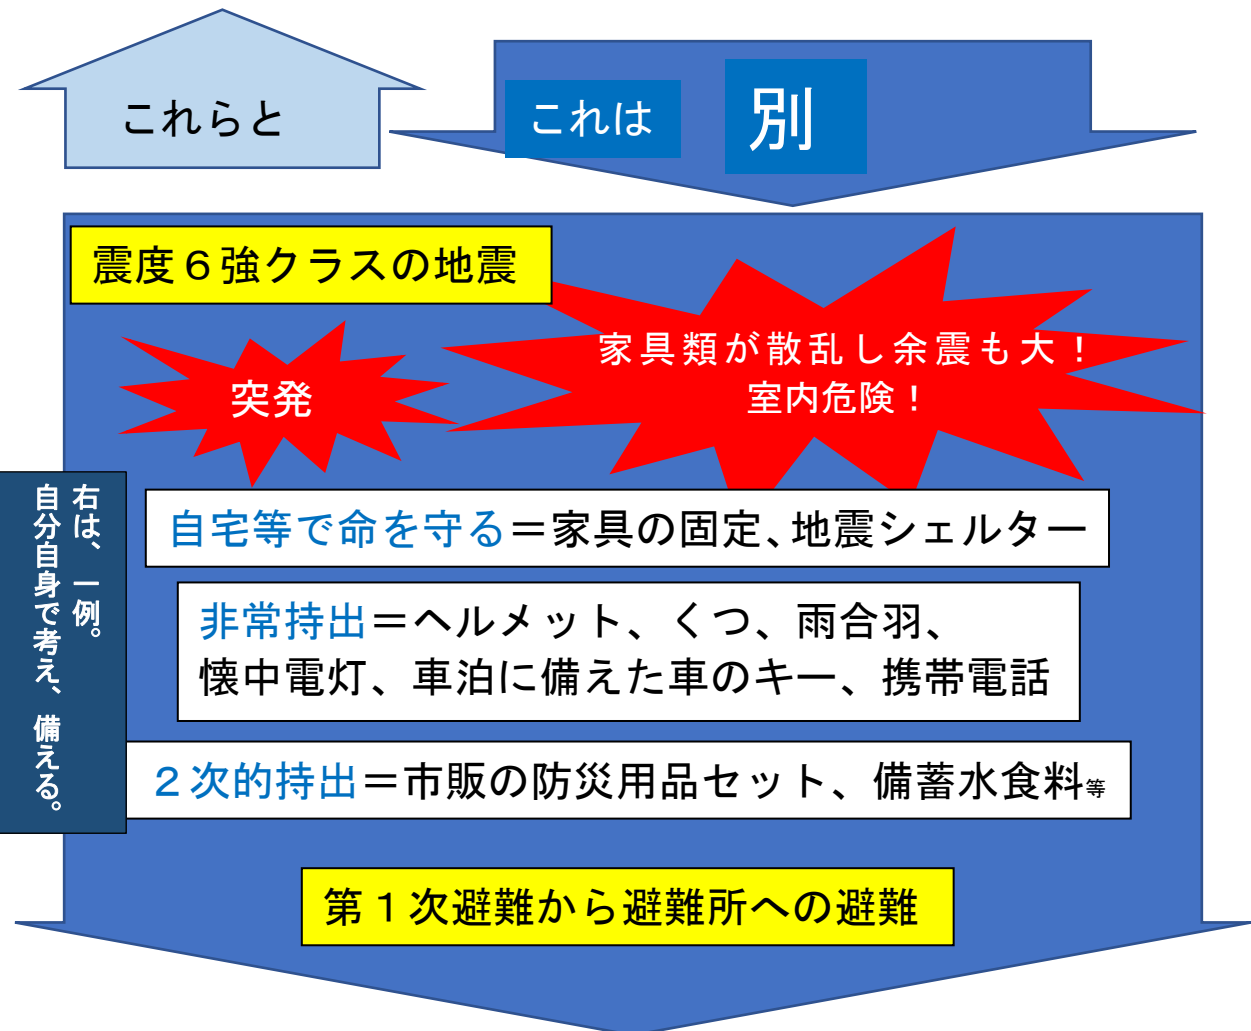 これらと
これは
別
震度６強クラスの地震
突発
家具類が散乱し余震も大！
室内危険！
右は、一例。
自分自身で考え、備える。
自宅等で命を守る＝家具の固定、地震シェルター
非常持出＝ヘルメット、くつ、雨合羽、
懐中電灯、車泊に備えた車のキー、携帯電話
２次的持出＝市販の防災用品セット、備蓄水食料等
第１次避難から避難所への避難